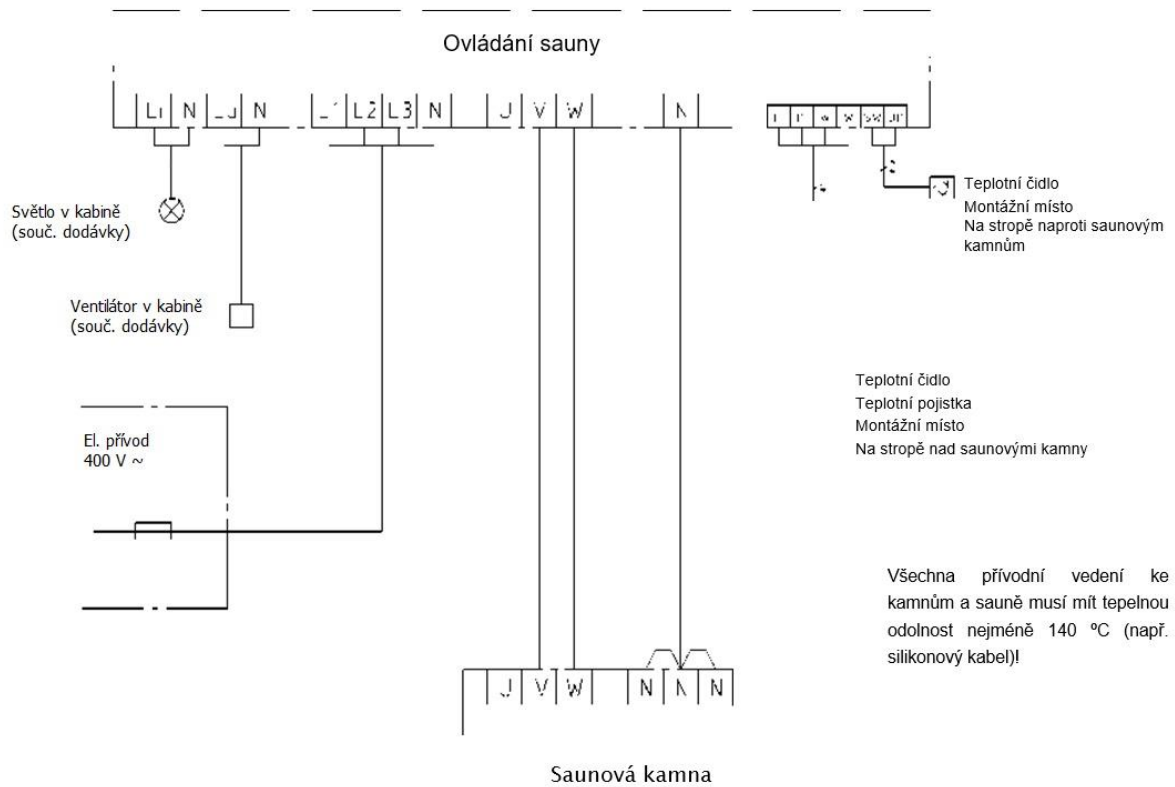 Ovládání sauny
N N L2 L3 N V W
Světlo v kabině
(souč. dodávky)
Teplotní čidlo
Montážní místo
Na stropě naproti saunovým
kamnům
Ventilátor v kabině
(souč. dodávky)
Teplotní čidlo
Teplotní pojistka
Montážní místo
Na stropě nad saunovými kamny
El. přívod
400 V ~
Všechna přívodní vedení ke
kamnům a sauně musí mít tepelnou
odolnost nejméně 140 ºC (např.
silikonový kabel)!
V W N N N
Saunová kamna